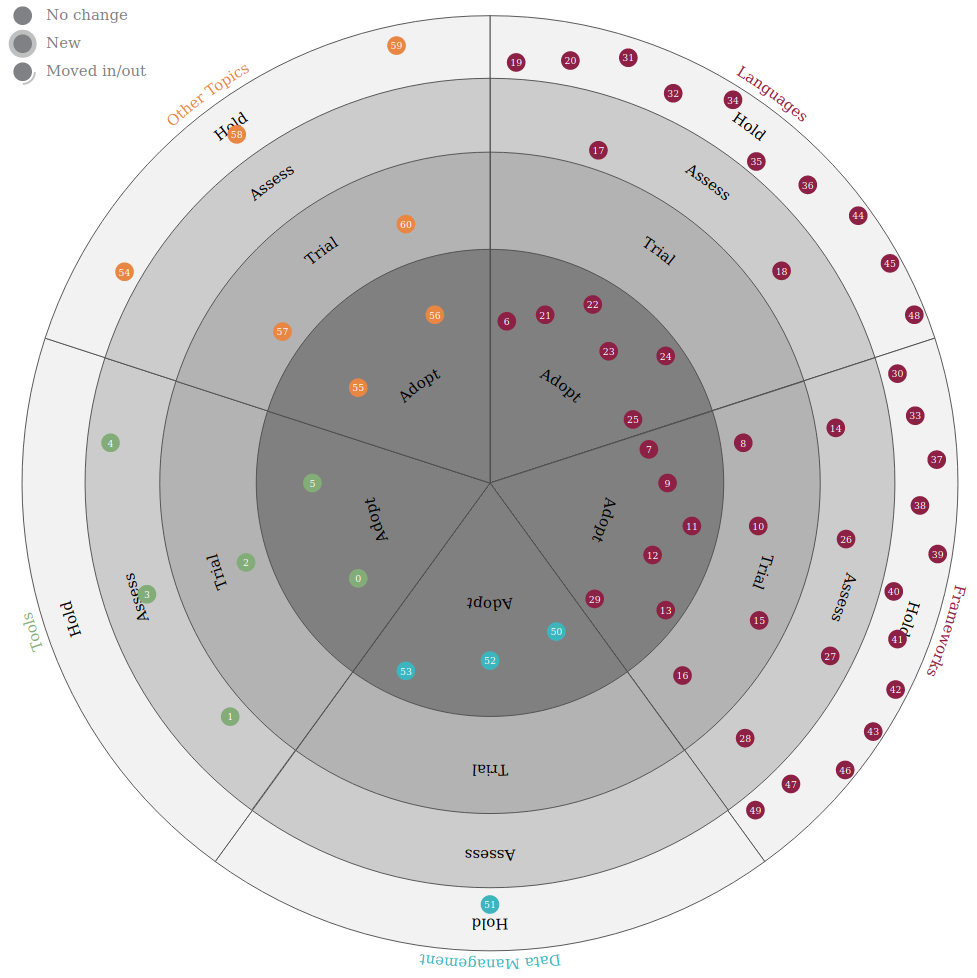 No change
New
Moved in/out
Other Topics
Languages
Frameworks
Data Management
Tools
Hold
Assess
Trial
Adopt
59
58
54
60
57
56
55
Hold
Assess
Trial
Adopt
19
20
31
32
34
17
35
36
44
18
45
48
6
21
22
23
24
25
Adopt
Trial
Assess
Hold
30
33
7
8
14
37
9
38
11
10
26
39
12
40
29
13
15
41
27
16
42
28
43
46
47
49
Adopt
Trial
Assess
Hold
50
52
53
51
Adopt
Trial
Assess
Hold
4
5
2
0
3
1